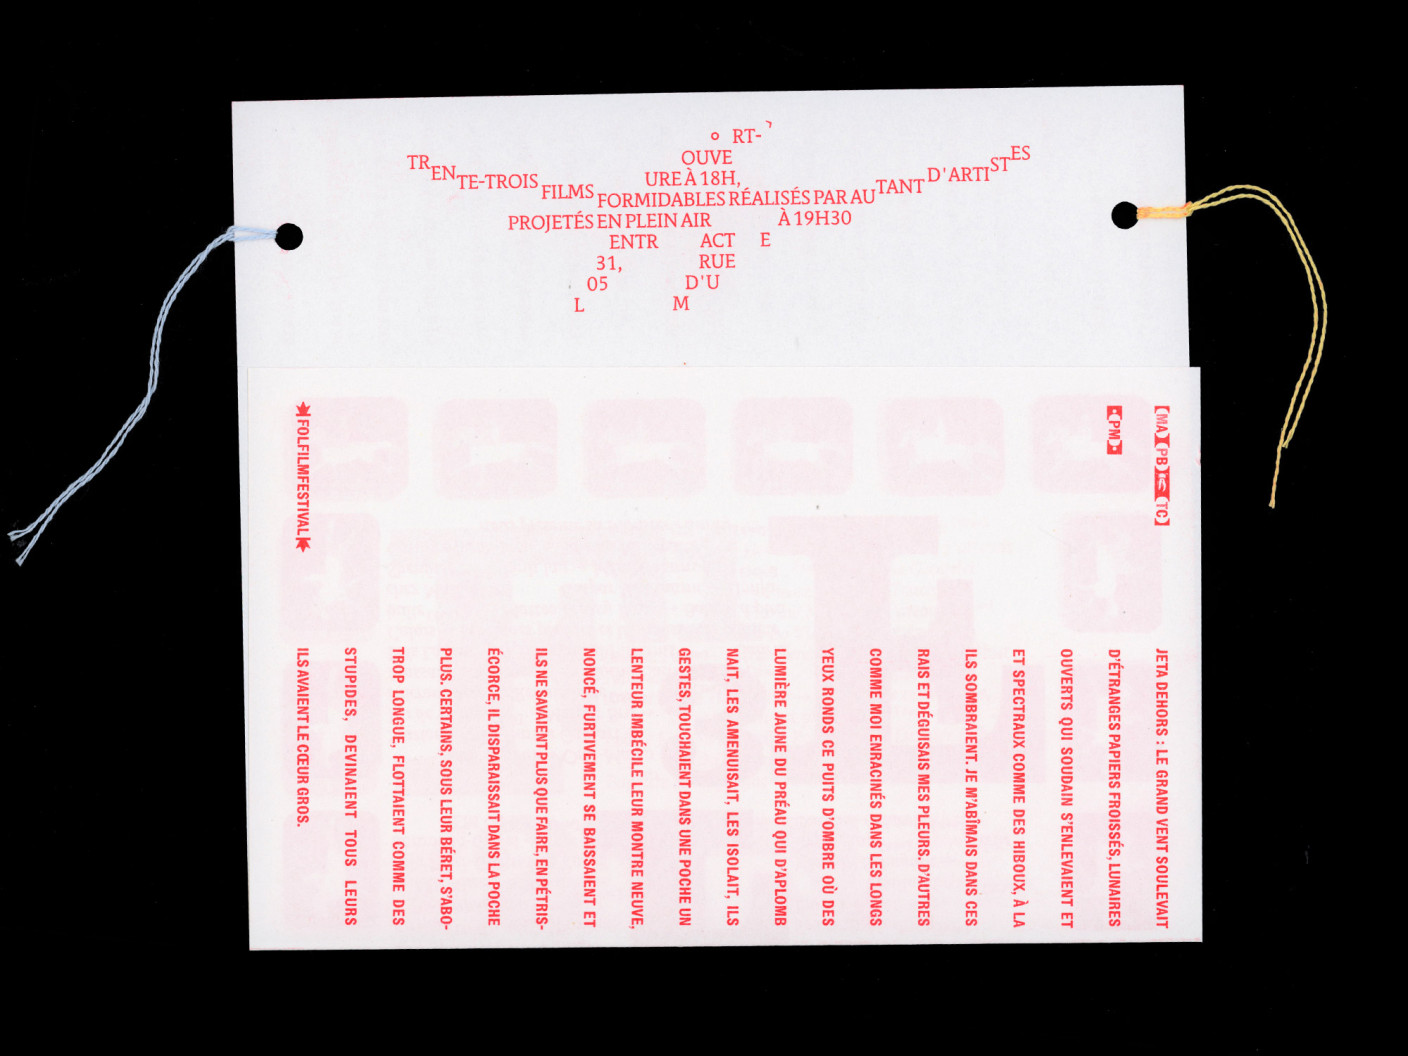 ° RT-`
OUVE
URE À 18H,
TRENTE-TROIS FILMS FORMIDABLES RÉALISÉS PAR AUTANT D'ARTISTES
PROJETÉS EN PLEIN AIR À 19H30
ENTR ACT E
31, RUE
05 D'U
L M
(MA) (PB) (TC)
(PM)
JETA DEHORS : LE GRAND VENT SOULEVAIT
D'ÉTRANGES PAPIERS FROISSÉS, LUNAIRES
OUVERTS QUI SOUDAIN S'ENLEVAIENT ET
ET SPECTRAUX COMME DES HIBOUX. À LA
ILS SOMBRAIENT. JE M'ABÎMAIS DANS CES
RAIS ET DÉGUISAIS MES PLEURS. D'AUTRES
COMME MOI ENRACINÉS DANS LES LONGS
YEUX RONDS CE PUITS D'OMBRE OÙ DES
LUMIÈRE JAUNE DU PRÉAU QUI D'APLOMB
NAIT, LES AMENUISAIT, LES ISOLAIT, ILS
GESTES, TOUCHAIENT DANS UNE POCHE UN
LENTEUR IMBÉCILE LEUR MONTRE NEUVE,
NONCÉ, FURTIVEMENT SE BAISSAIENT ET
ILS NE SAVAIENT PLUS QUE FAIRE, EN PÉTRIS-
ÉCORCE, IL DISPARAISSAIT DANS LA POCHE
PLUS. CERTAINS, SOUS LEUR BÉRET, S'ABO-
TROP LONGUE, FLOTTAIENT COMME DES
STUPIDES, DEVINAIENT TOUS LEURS
ILS AVAIENT LE CŒUR GROS.
FOLFILMFESTIVAL